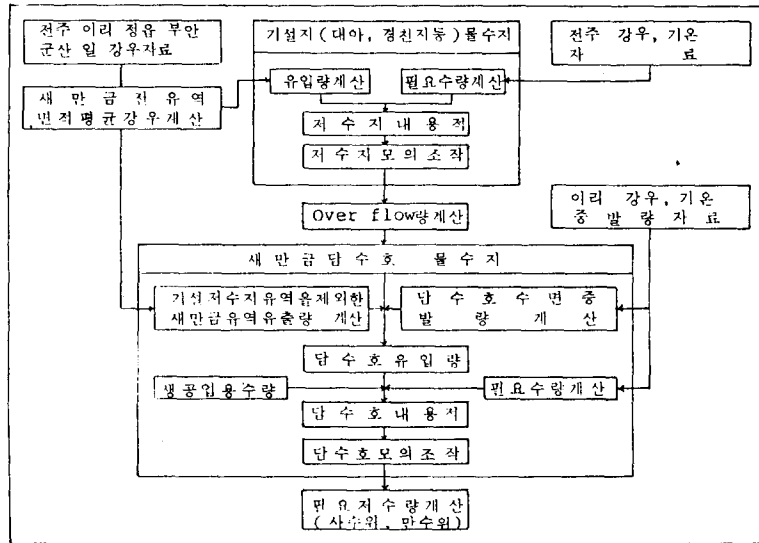 전주 이리 정읍 부안
군산 일 강우자료
기설지(대아, 경천지등)물수지
전주 강우, 기온
자 료
유입량계산
필요수량계산
새 만 금 전 유 역
면적평균강우계산
저 수 지 내 용 적
저 수 지 모 의 조 작
Over flow량계산
이리 강우, 기온
증 발 량 자 료
새 만 금 담 수 호 물 수 지
기설저수지유역을제외한
새만금유역유출량 계산
담 수 호 수 면 증
발 량 계 산
담 수 호 유 입 량
생공업용수량
필요수량계산
담 수 호 내 용 적
담 수 호 모 의 조 작
필 요 저 수 량 계 산
(사수위, 만수위)